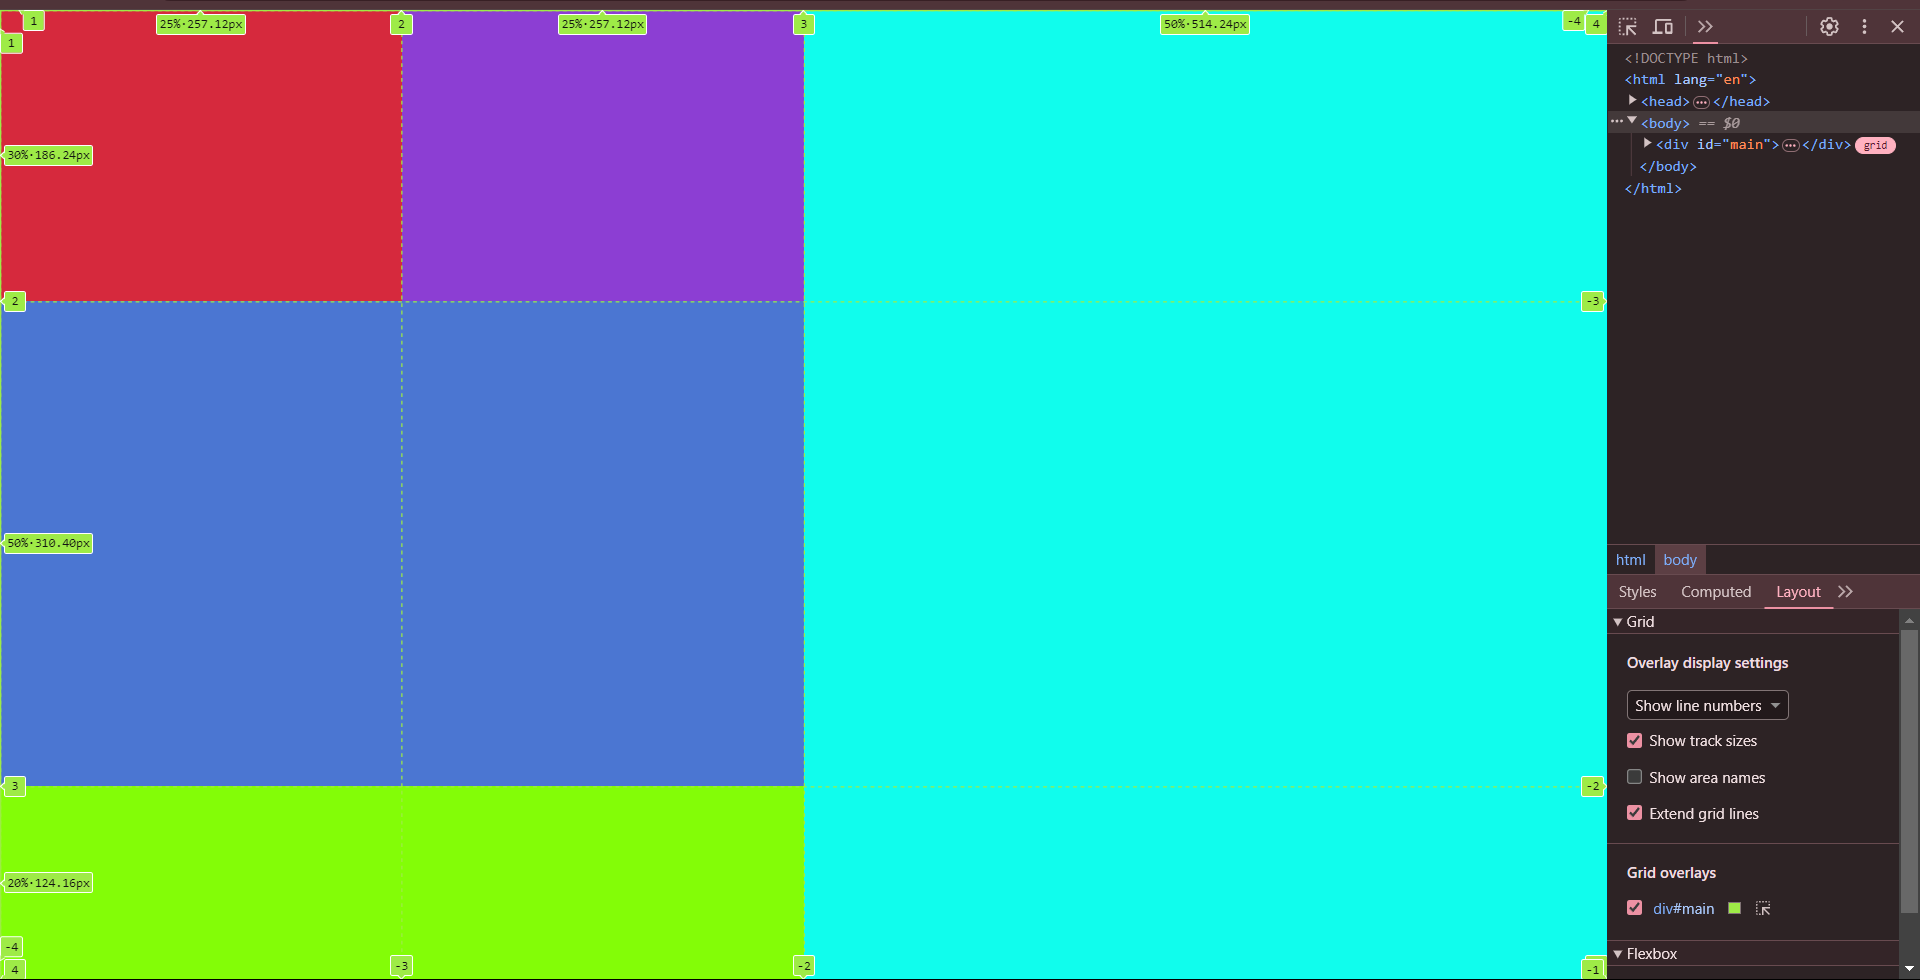 1 25%·257.12px 2 25%·257.12px 3 50%·514.24px -4 4
1
30%·186.24px
2 -3
50%·310.40px
3 -2
20%·124.16px
-4
4 -3 -2 -1
<!DOCTYPE html>
<html lang="en">
<head> ··· </head>
··· <body> == $0
<div id="main"> ··· </div> grid
</body>
</html>
html body
Styles Computed Layout
Grid
Overlay display settings
Show line numbers
Show track sizes
Show area names
Extend grid lines
Grid overlays
div#main
Flexbox